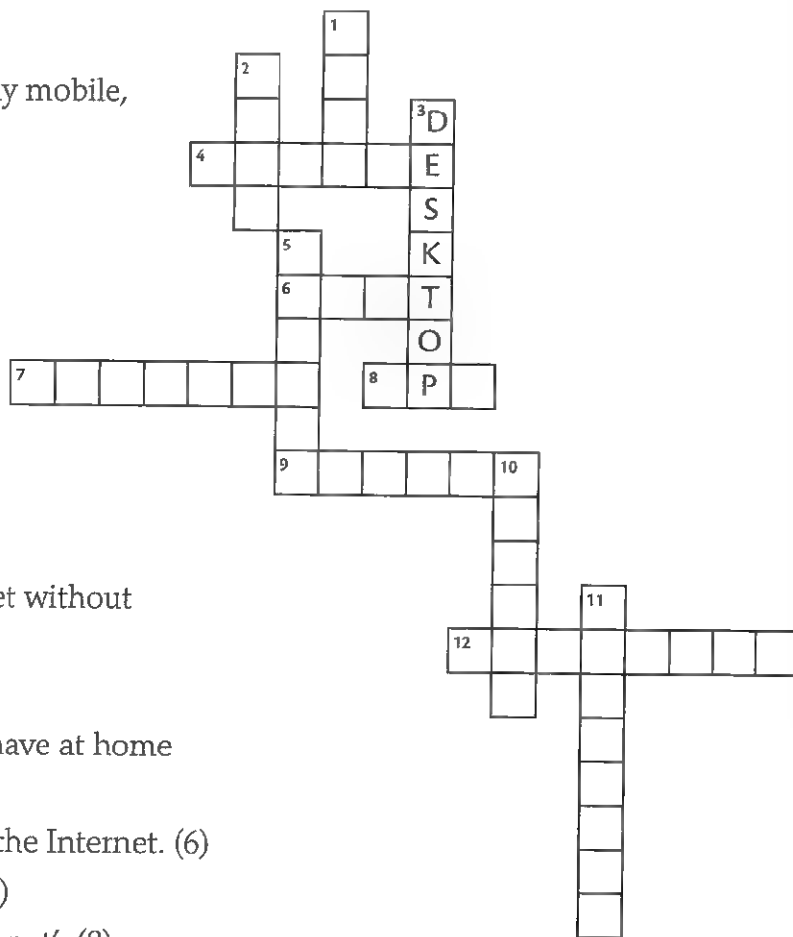 1
2
y mobile,
3 D
4 E
S
5 K
6 T
O
7 8 P
9 10
et without
11
12
have at home
the Internet. (6)
)